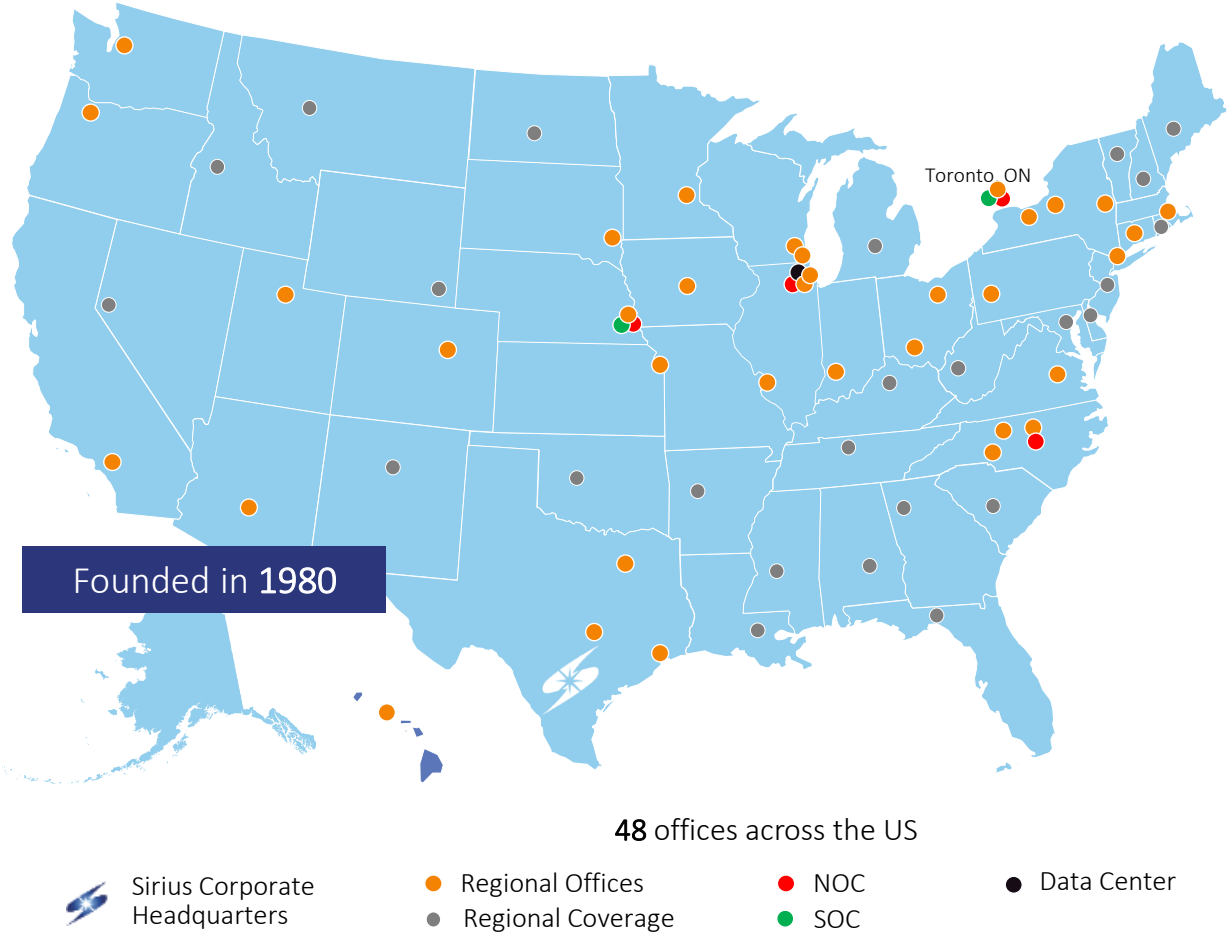 Toronto, ON
Founded in 1980
48 offices across the US
Sirius Corporate
Headquarters
Regional Offices
Regional Coverage
NOC
SOC
Data Center